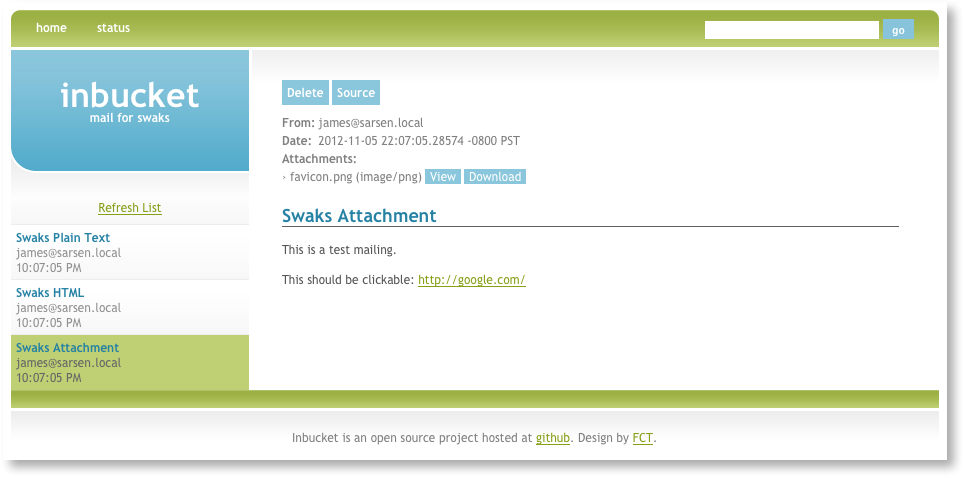 home status go
inbucket
mail for swaks
Refresh List
Swaks Plain Text
james@sarsen.local
10:07:05 PM
Swaks HTML
james@sarsen.local
10:07:05 PM
Swaks Attachment
james@sarsen.local
10:07:05 PM
Delete Source
From: james@sarsen.local
Date: 2012-11-05 22:07:05.28574 -0800 PST
Attachments:
› favicon.png (image/png) View Download
Swaks Attachment
This is a test mailing.
This should be clickable: http://google.com/
Inbucket is an open source project hosted at github. Design by FCT.